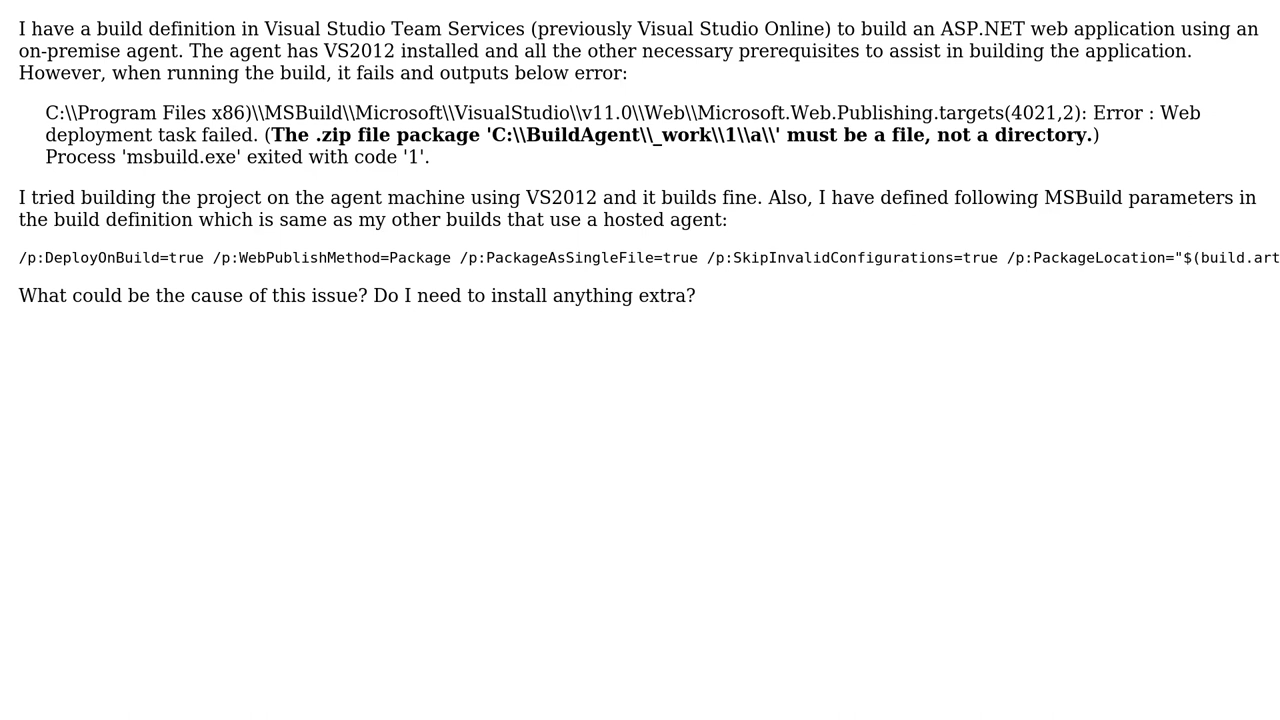 I have a build definition in Visual Studio Team Services (previously Visual Studio Online) to build an ASP.NET web application using an
on-premise agent. The agent has VS2012 installed and all the other necessary prerequisites to assist in building the application.
However, when running the build, it fails and outputs below error:
C:\\Program Files x86)\\MSBuild\\Microsoft\\VisualStudio\\v11.0\\Web\\Microsoft.Web.Publishing.targets(4021,2): Error : Web
deployment task failed. (The .zip file package 'C:\\BuildAgent\\_work\\1\\a\\' must be a file, not a directory.)
Process 'msbuild.exe' exited with code '1'.
I tried building the project on the agent machine using VS2012 and it builds fine. Also, I have defined following MSBuild parameters in
the build definition which is same as my other builds that use a hosted agent:
/p:DeployOnBuild=true /p:WebPublishMethod=Package /p:PackageAsSingleFile=true /p:SkipInvalidConfigurations=true /p:PackageLocation="$(build.art
What could be the cause of this issue? Do I need to install anything extra?